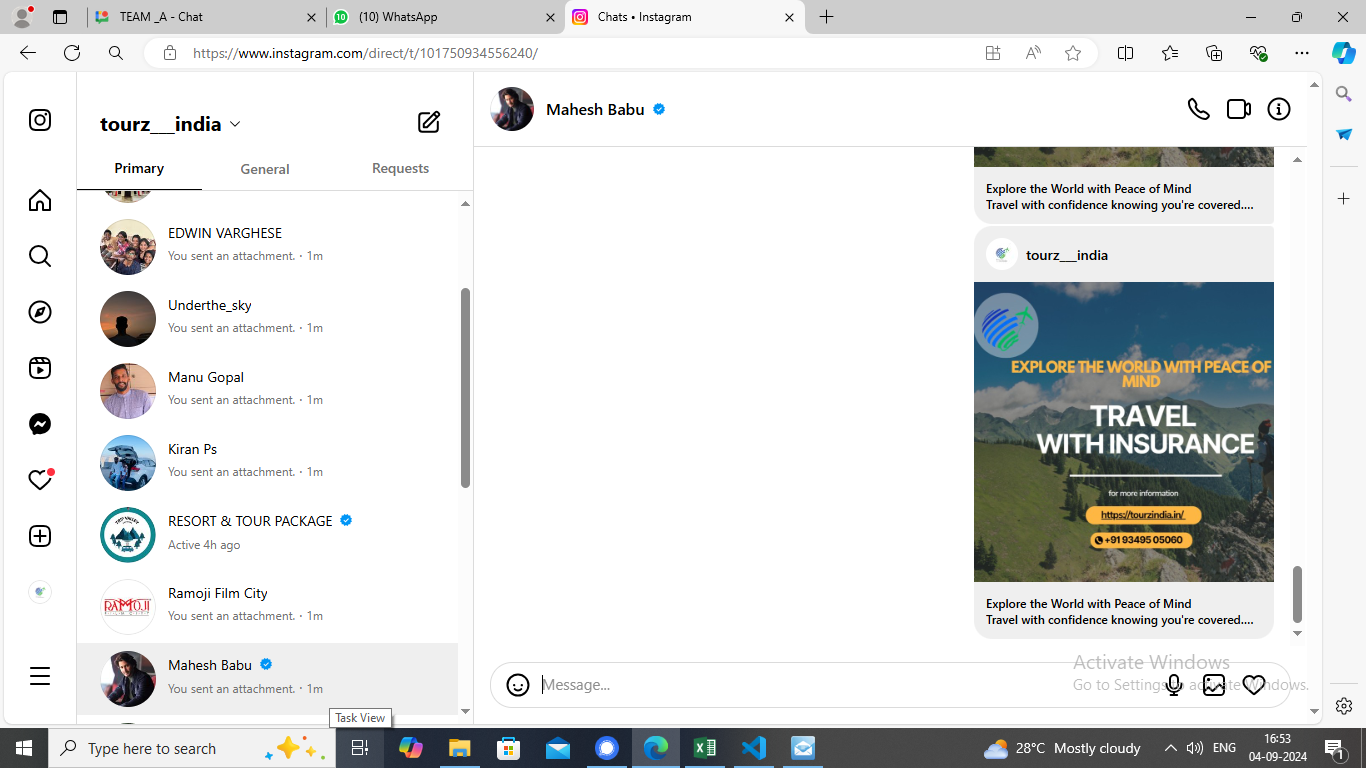 TEAM _A - Chat
(10) WhatsApp
Chats • Instagram
https://www.instagram.com/direct/t/101750934556240/
tourz___india
Primary
General
Requests
EDWIN VARGHESE
You sent an attachment. · 1m
Underthe_sky
You sent an attachment. · 1m
Manu Gopal
You sent an attachment. · 1m
Kiran Ps
You sent an attachment. · 1m
RESORT & TOUR PACKAGE
Active 4h ago
Ramoji Film City
You sent an attachment. · 1m
Mahesh Babu
You sent an attachment. · 1m
Task View
Mahesh Babu
Explore the World with Peace of Mind
Travel with confidence knowing you're covered....
tourz___india
EXPLORE THE WORLD WITH PEACE OF
MIND
TRAVEL
WITH INSURANCE
for more information
https://tourzindia.in/
+91 93495 05060
Explore the World with Peace of Mind
Travel with confidence knowing you're covered....
Message...
Activate Windows
Go to Settings to activate Windows.
Type here to search
28°C Mostly cloudy
ENG
16:53
04-09-2024
1